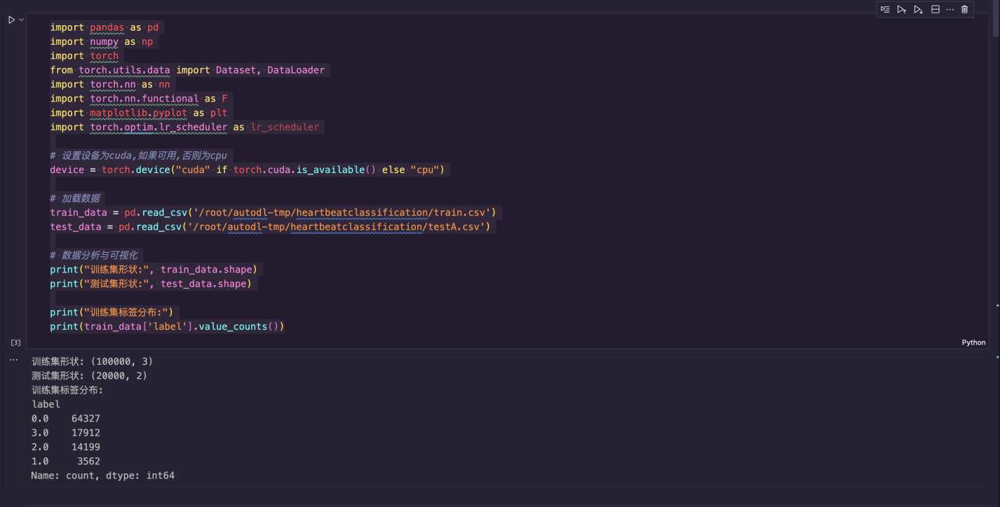 import pandas as pd
import numpy as np
import torch
from torch.utils.data import Dataset, DataLoader
import torch.nn as nn
import torch.nn.functional as F
import matplotlib.pyplot as plt
import torch.optim.lr_scheduler as lr_scheduler
# 设置设备为cuda,如果可用,否则为cpu
device = torch.device("cuda" if torch.cuda.is_available() else "cpu")
# 加载数据
train_data = pd.read_csv('/root/autodl-tmp/heartbeatclassification/train.csv')
test_data = pd.read_csv('/root/autodl-tmp/heartbeatclassification/testA.csv')
# 数据分析与可视化
print("训练集形状:", train_data.shape)
print("测试集形状:", test_data.shape)
print("训练集标签分布:")
print(train_data['label'].value_counts())
[3]
Python
训练集形状: (100000, 3)
测试集形状: (20000, 2)
训练集标签分布:
label
0.0    64327
3.0    17912
2.0    14199
1.0     3562
Name: count, dtype: int64